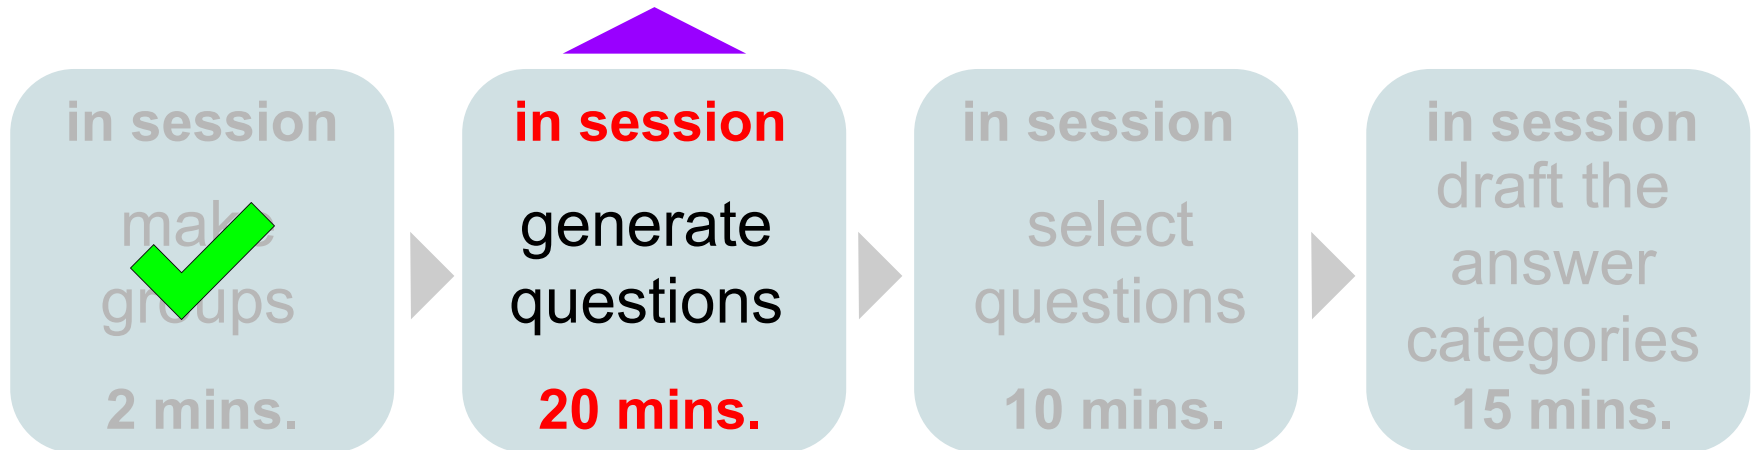 in session
make
groups
2 mins.
in session
generate
questions
20 mins.
in session
select
questions
10 mins.
in session
draft the
answer
categories
15 mins.